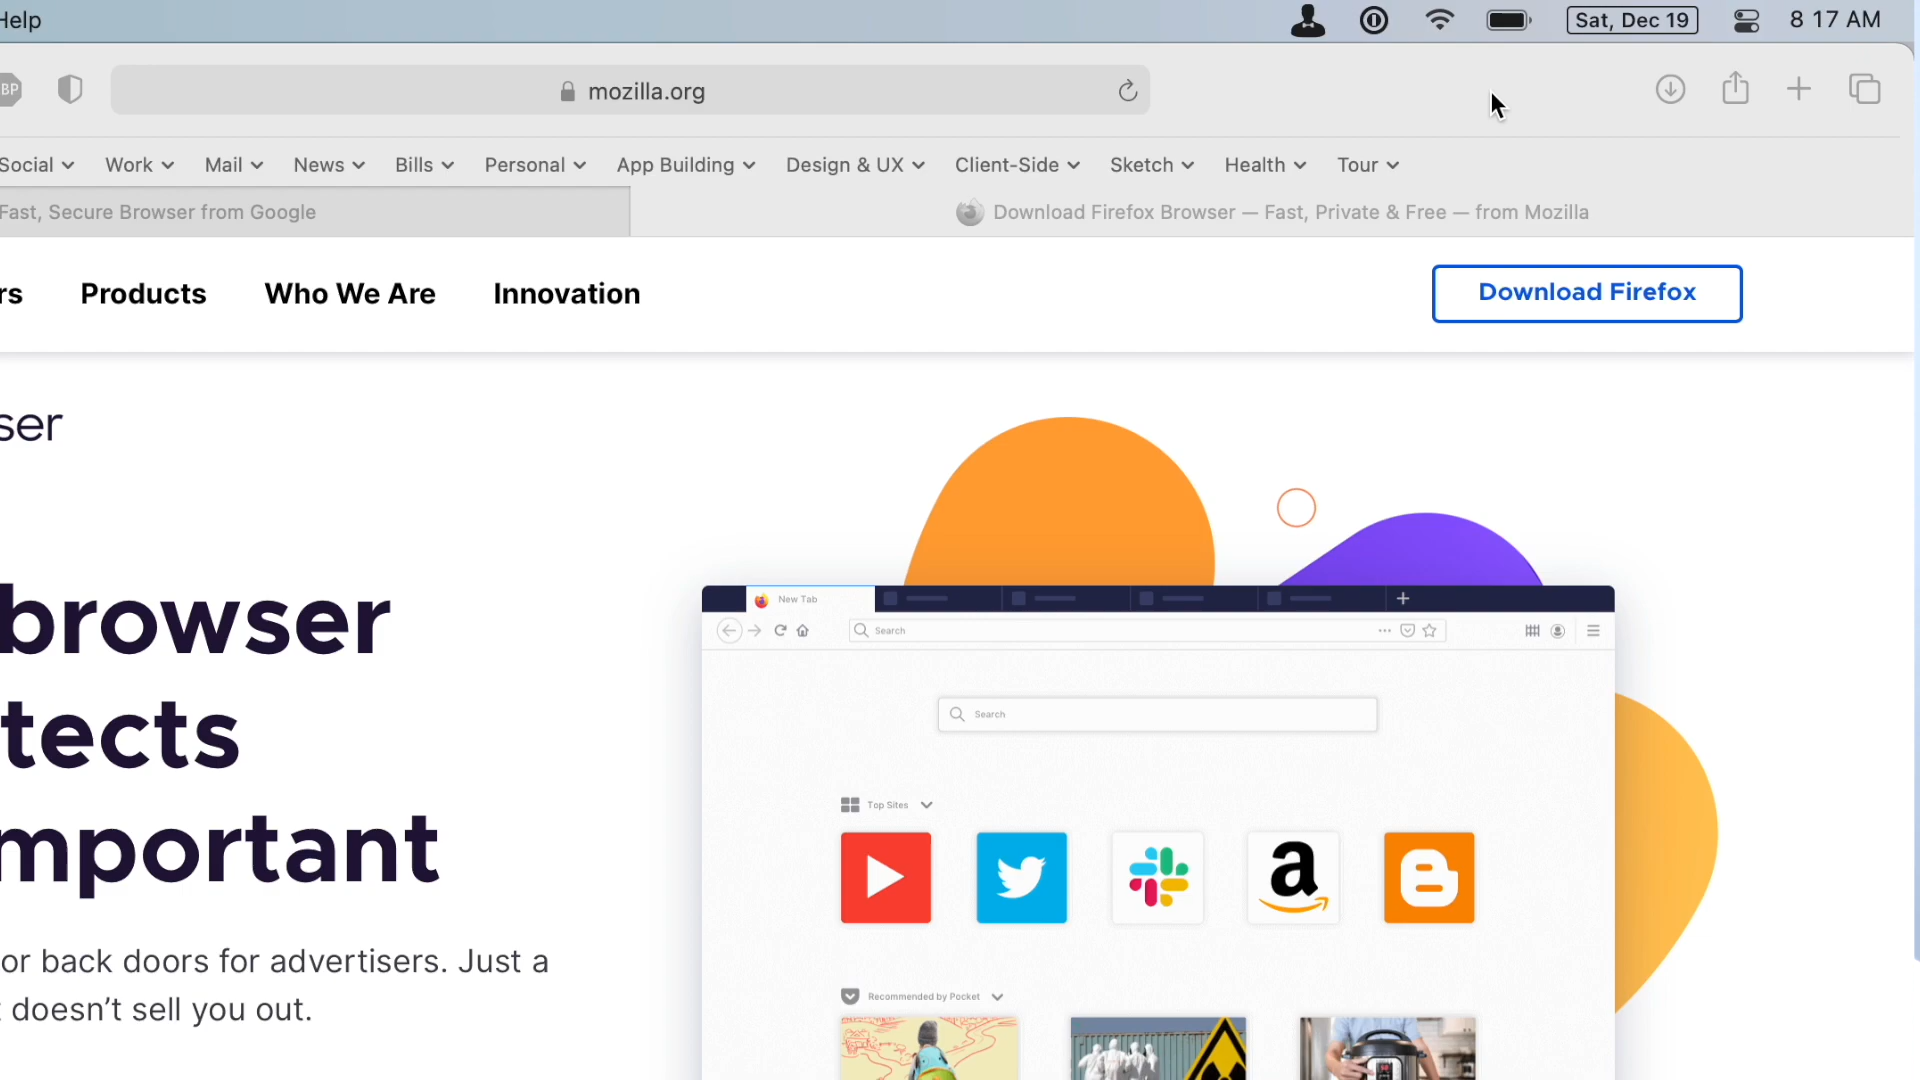 Help
Sat, Dec 19
8 17 AM
BP
mozilla.org
Social
Work
Mail
News
Bills
Personal
App Building
Design & UX
Client-Side
Sketch
Health
Tour
Fast, Secure Browser from Google
Download Firefox Browser — Fast, Private & Free — from Mozilla
rs
Products
Who We Are
Innovation
Download Firefox
ser
browser
tects
mportant
or back doors for advertisers. Just a
t doesn’t sell you out.
New Tab
Search
Search
Top Sites
a
Recommended by Pocket